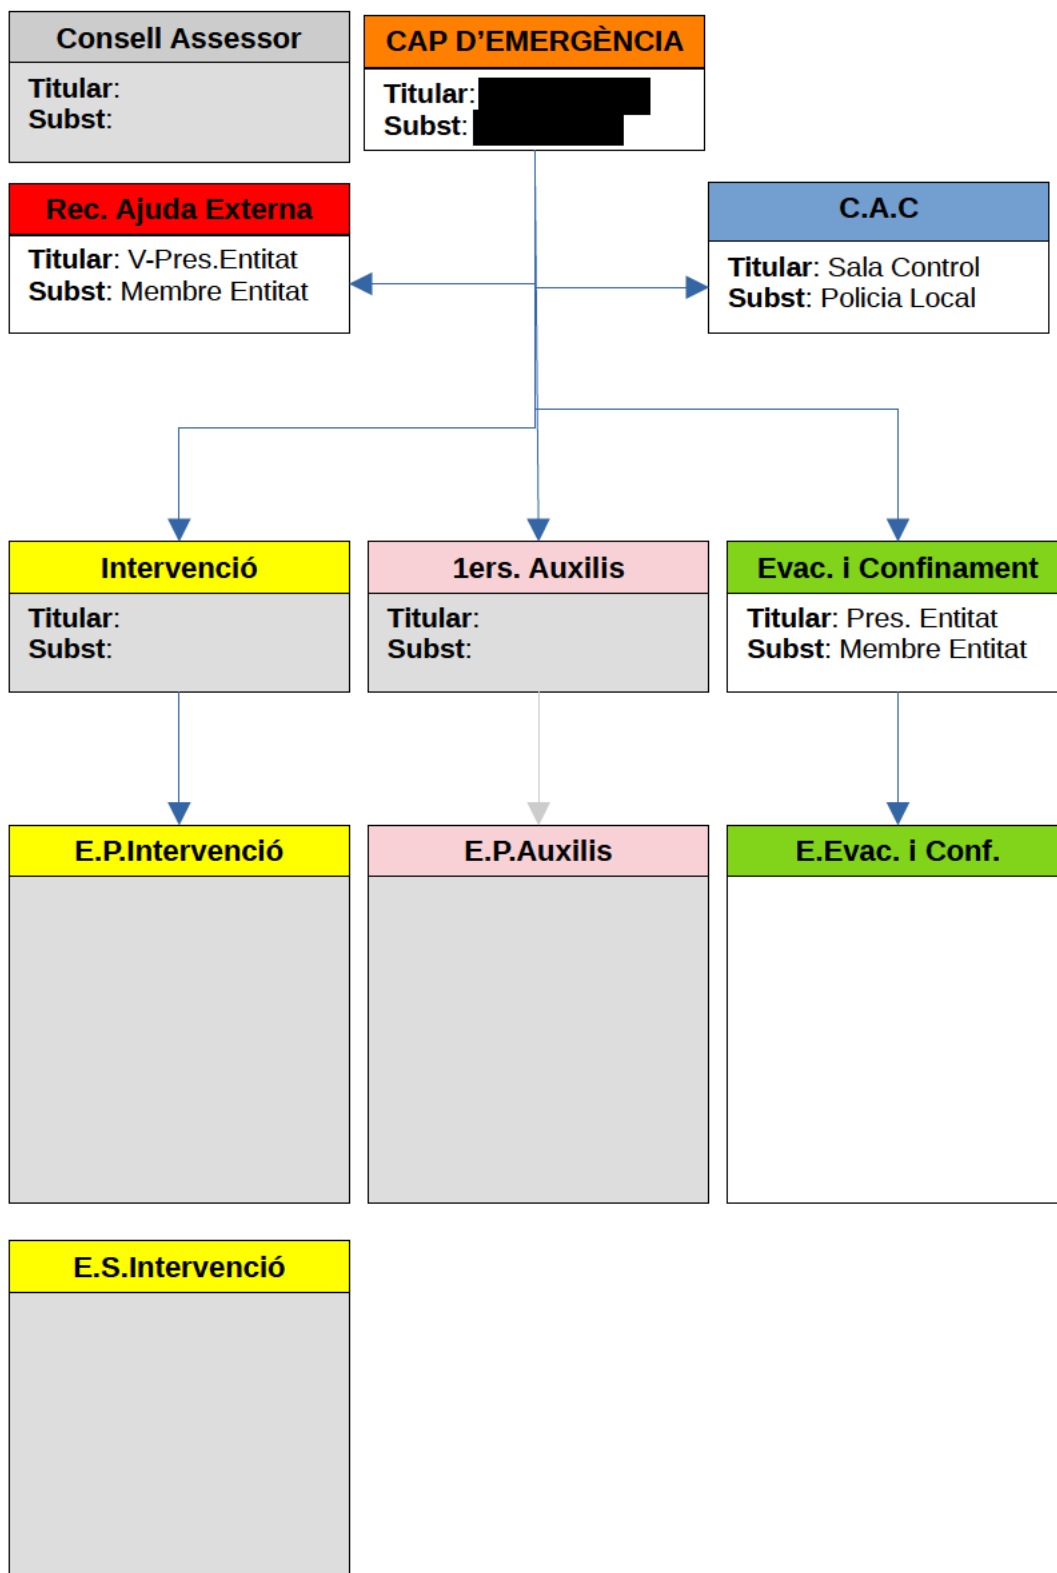 Consell Assessor
Titular:
Subst:
CAP D’EMERGÈNCIA
Titular:
Subst:
Rec. Ajuda Externa
Titular: V-Pres.Entitat
Subst: Membre Entitat
C.A.C
Titular: Sala Control
Subst: Policia Local
Intervenció
Titular:
Subst:
1ers. Auxilis
Titular:
Subst:
Evac. i Confinament
Titular: Pres. Entitat
Subst: Membre Entitat
E.P.Intervenció
E.P.Auxilis
E.Evac. i Conf.
E.S.Intervenció